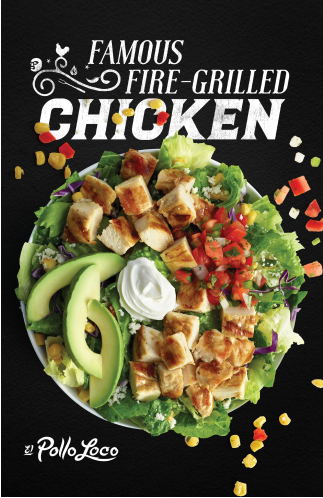 FAMOUS
FIRE-GRILLED
CHICKEN
El Pollo Loco